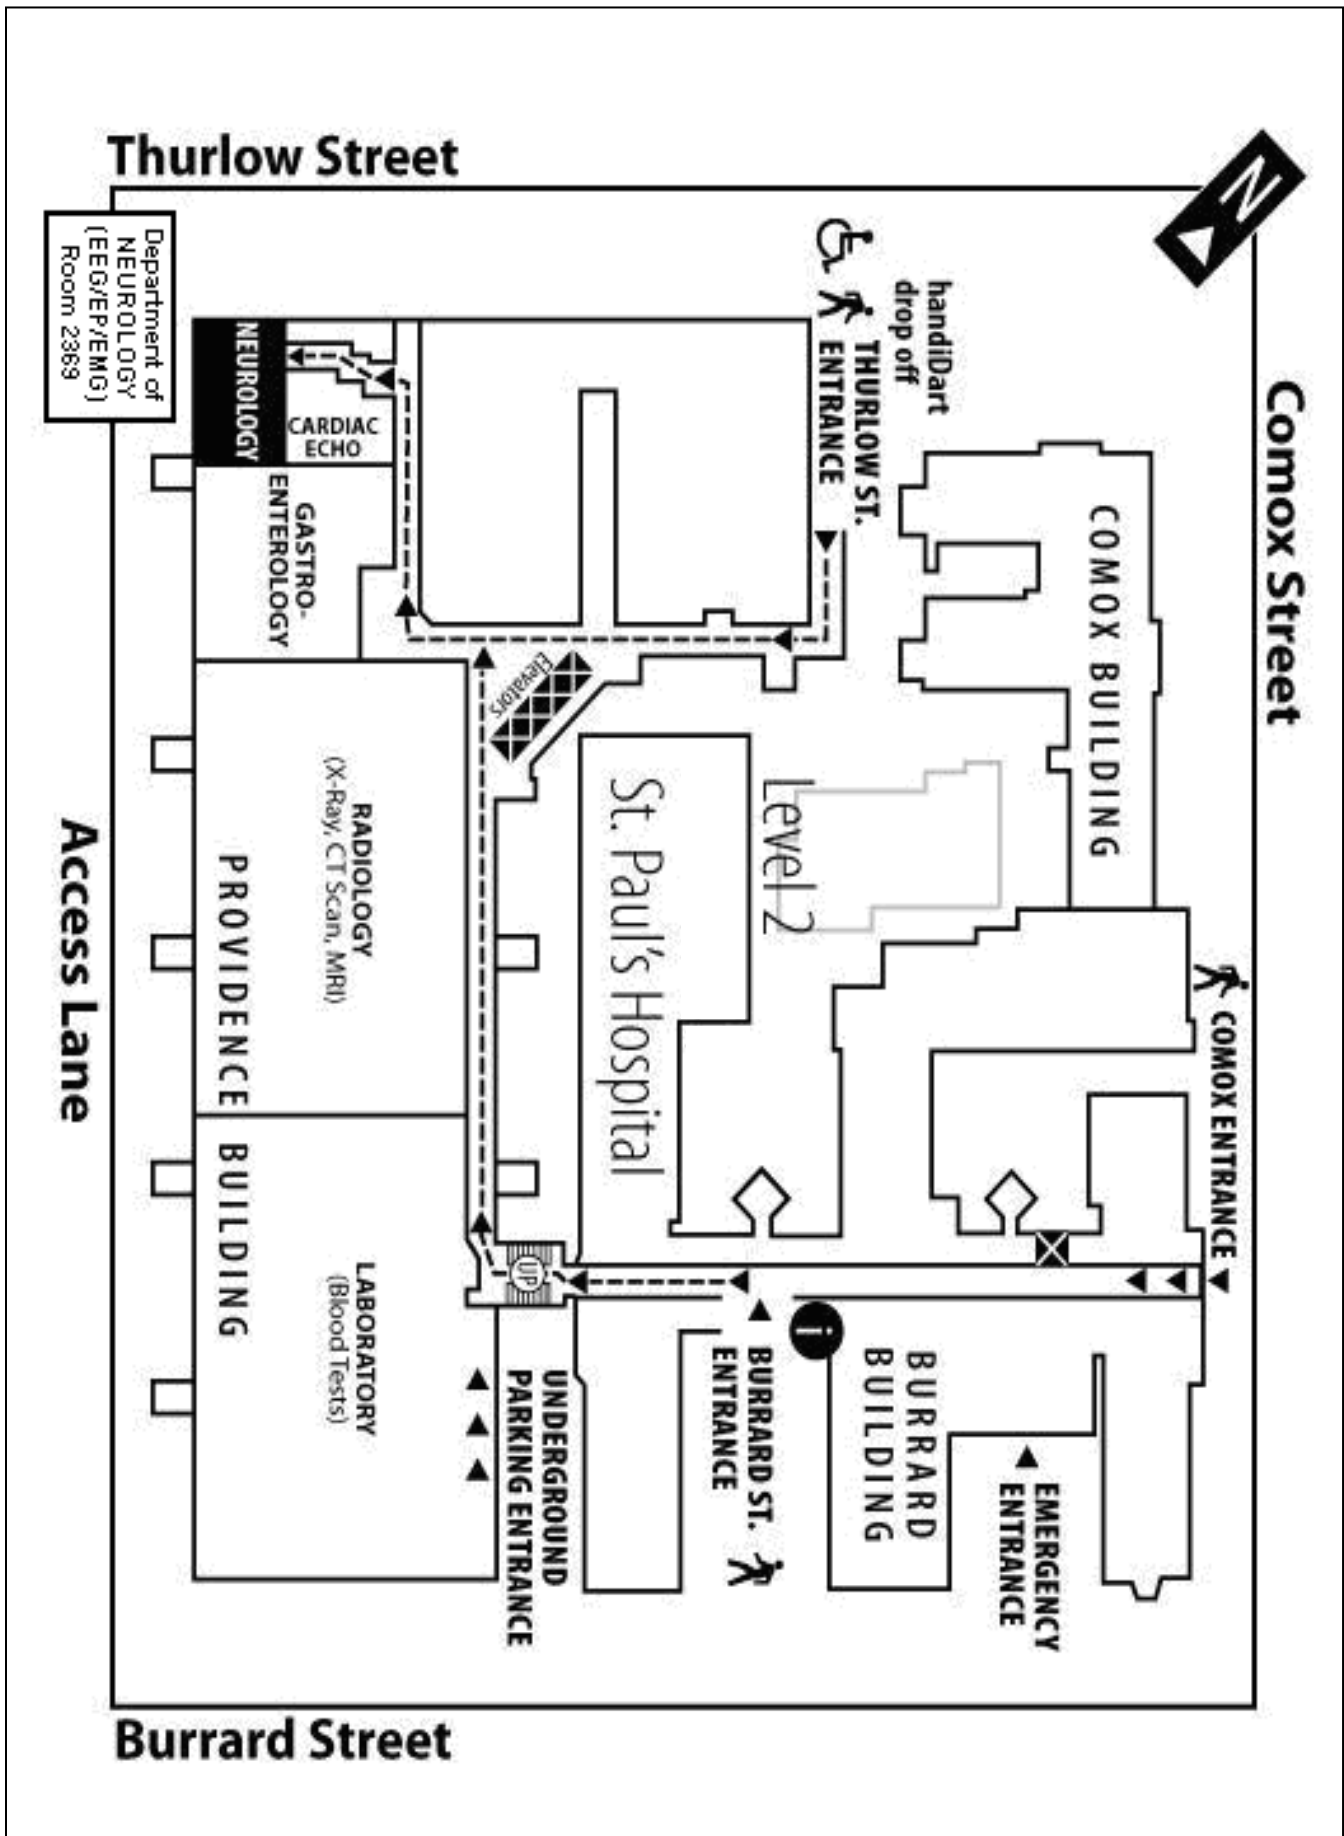 Thurlow Street
N
Department of
NEUROLOGY
(EEG/EP/EMG)
Room 2369
handiDart
drop off
THURLOW ST.
ENTRANCE
Comox Street
NEUROLOGY
CARDIAC
ECHO
GASTRO-
ENTEROLOGY
COMOX BUILDING
Elevators
Level 2
St. Paul's Hospital
RADIOLOGY
(X-Ray, CT Scan, MRI)
PROVIDENCE BUILDING
Access Lane
COMOX ENTRANCE
UP
i
LABORATORY
(Blood Tests)
UNDERGROUND
PARKING ENTRANCE
BURRARD ST.
ENTRANCE
BURRARD
BUILDING
EMERGENCY
ENTRANCE
Burrard Street